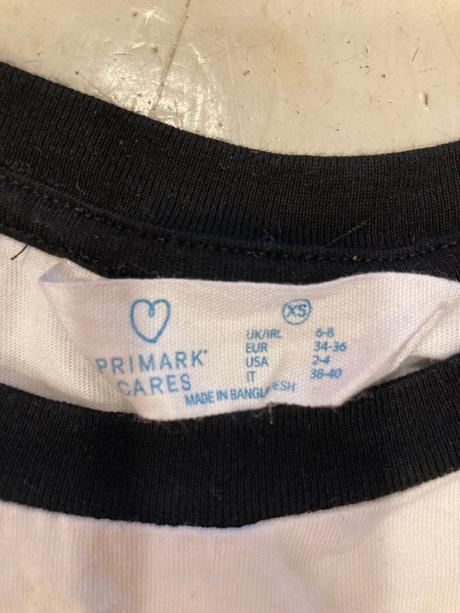 PRIMARK®
CARES
XS
UK/IRL 6-8
EUR 34-36
USA 2-4
IT 38-40
MADE IN BANGLADESH